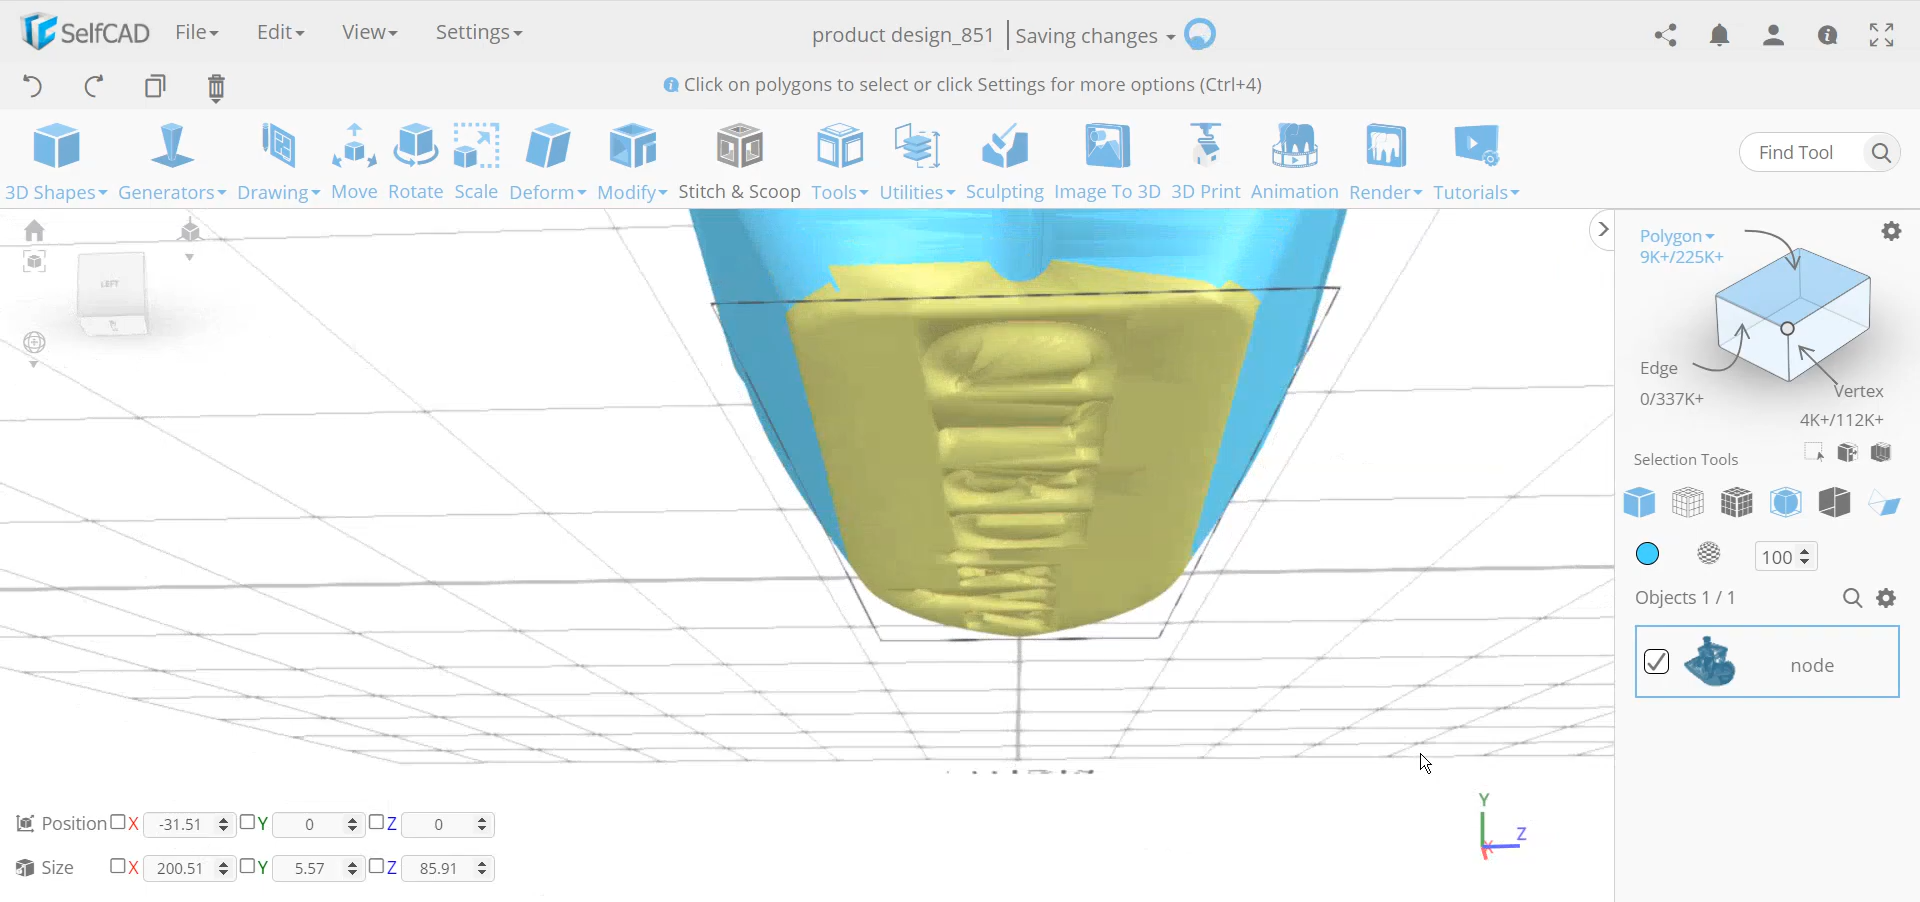 SelfCAD
File Edit View Settings
product design_851 Saving changes
Click on polygons to select or click Settings for more options (Ctrl+4)
3D Shapes Generators Drawing Move Rotate Scale Deform Modify Stitch & Scoop Tools Utilities Sculpting Image To 3D 3D Print Animation Render Tutorials
Find Tool
LEFT
Polygon
9K+/225K+
Edge
0/337K+
Vertex
4K+/112K+
Selection Tools
100
Objects 1 / 1
node
Position X -31.51 Y 0 Z 0
Size X 200.51 Y 5.57 Z 85.91
Y
Z
X